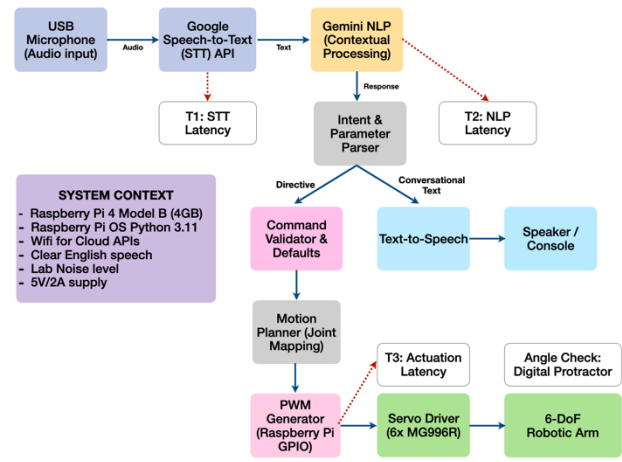 USB
Microphone
(Audio input)
Audio
Google
Speech-to-Text
(STT) API
Text
Gemini NLP
(Contextual
Processing)
Response
T1: STT
Latency
T2: NLP
Latency
Intent &
Parameter
Parser
Directive
Conversational
Text
SYSTEM CONTEXT
- Raspberry Pi 4 Model B (4GB)
- Raspberry Pi OS Python 3.11
- Wifi for Cloud APIs
- Clear English speech
- Lab Noise level
- 5V/2A supply
Command
Validator &
Defaults
Text-to-Speech
Speaker /
Console
Motion
Planner (Joint
Mapping)
T3: Actuation
Latency
Angle Check:
Digital Protractor
PWM
Generator
(Raspberry Pi
GPIO)
Servo Driver
(6x MG996R)
6-DoF
Robotic Arm